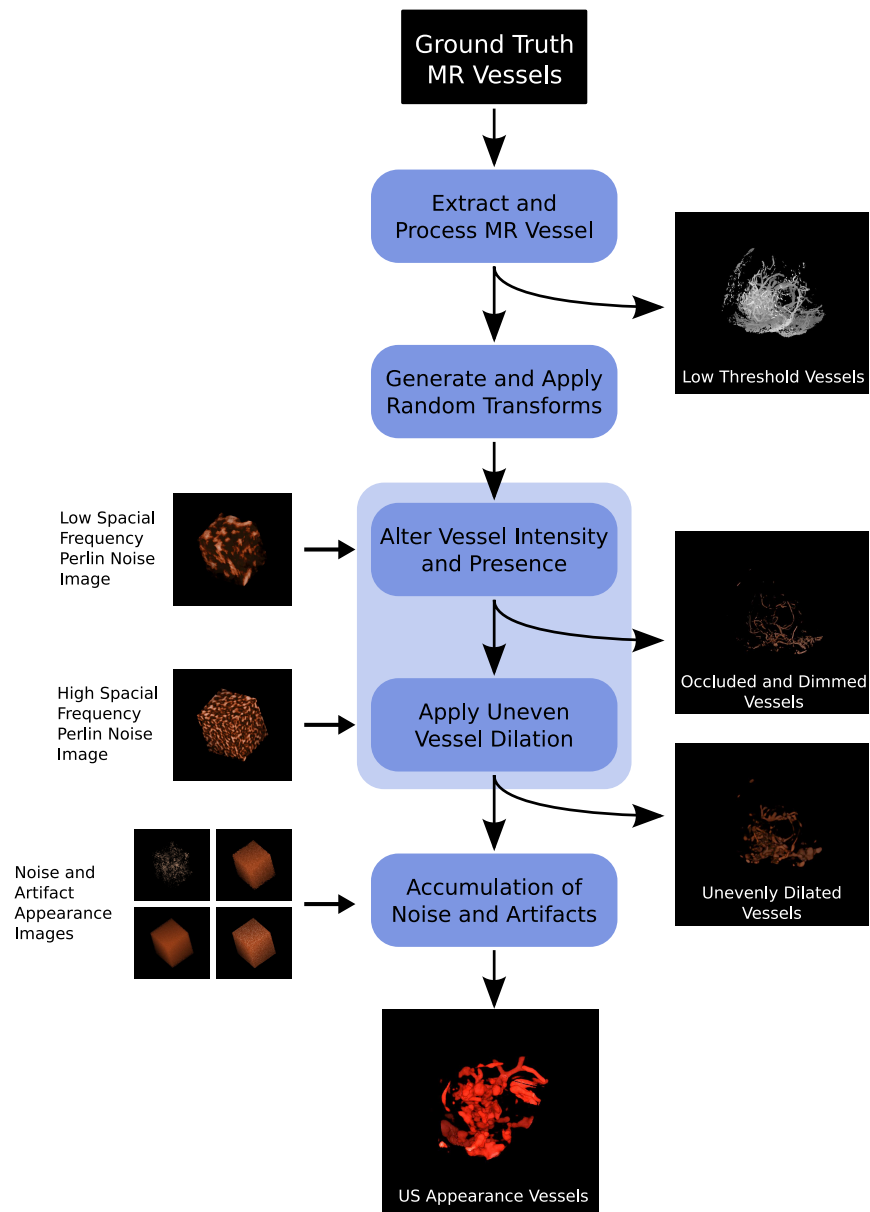 Ground Truth
MR Vessels
Extract and
Process MR Vessel
Low Threshold Vessels
Generate and Apply
Random Transforms
Low Spacial
Frequency
Perlin Noise
Image
Alter Vessel Intensity
and Presence
Occluded and Dimmed
Vessels
High Spacial
Frequency
Perlin Noise
Image
Apply Uneven
Vessel Dilation
Unevenly Dilated
Vessels
Noise and
Artifact
Appearance
Images
Accumulation of
Noise and Artifacts
US Appearance Vessels